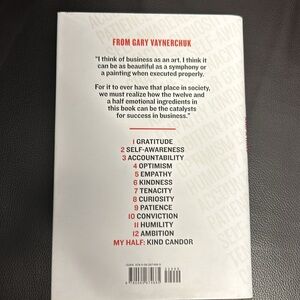 FROM GARY VAYNERCHUK
"I think of business as an art. I think it
can be as beautiful as a symphony or
a painting when executed properly.
For it to ever have that place in society,
we must realize how the twelve and
a half emotional ingredients in
this book can be the catalysts
for success in business."
1 GRATITUDE
2 SELF-AWARENESS
3 ACCOUNTABILITY
4 OPTIMISM
5 EMPATHY
6 KINDNESS
7 TENACITY
8 CURIOSITY
9 PATIENCE
10 CONVICTION
11 HUMILITY
12 AMBITION
MY HALF: KIND CANDOR